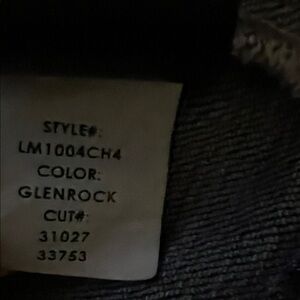 STYLE#:
LM1004CH4
COLOR:
GLENROCK
CUT#:
31027
33753